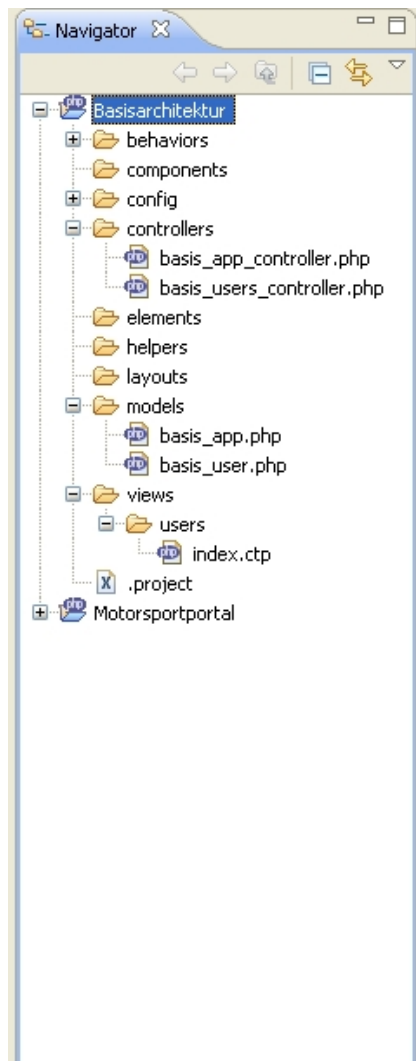 Navigator
Basisarchitektur
behaviors
components
config
controllers
basis_app_controller.php
basis_users_controller.php
elements
helpers
layouts
models
basis_app.php
basis_user.php
views
users
index.ctp
.project
Motorsportportal